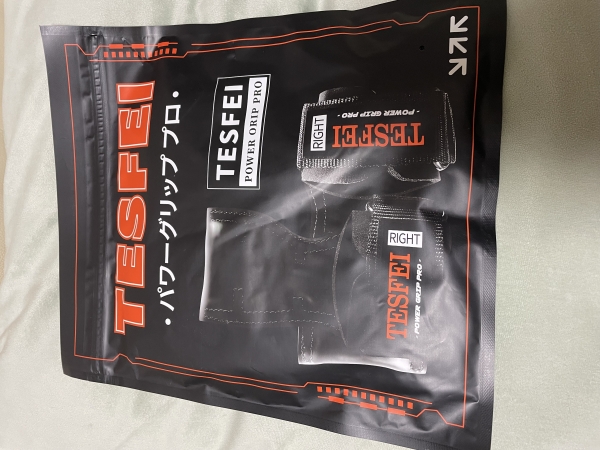 TESFEI
・パワーグリップ プロ・
TESFEI
POWER GRIP PRO
RIGHT
TESFEI
- POWER GRIP PRO -
TESFEI
RIGHT
- POWER GRIP PRO -